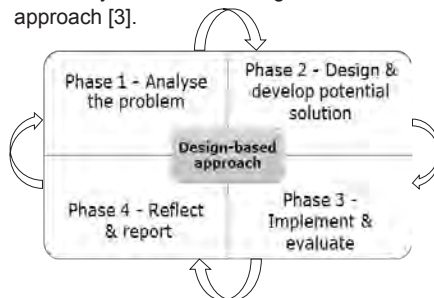 approach [3].
Phase 1 - Analyse
the problem
Phase 2 - Design &
develop potential
solution
Design-based
approach
Phase 4 - Reflect
& report
Phase 3 -
Implement &
evaluate